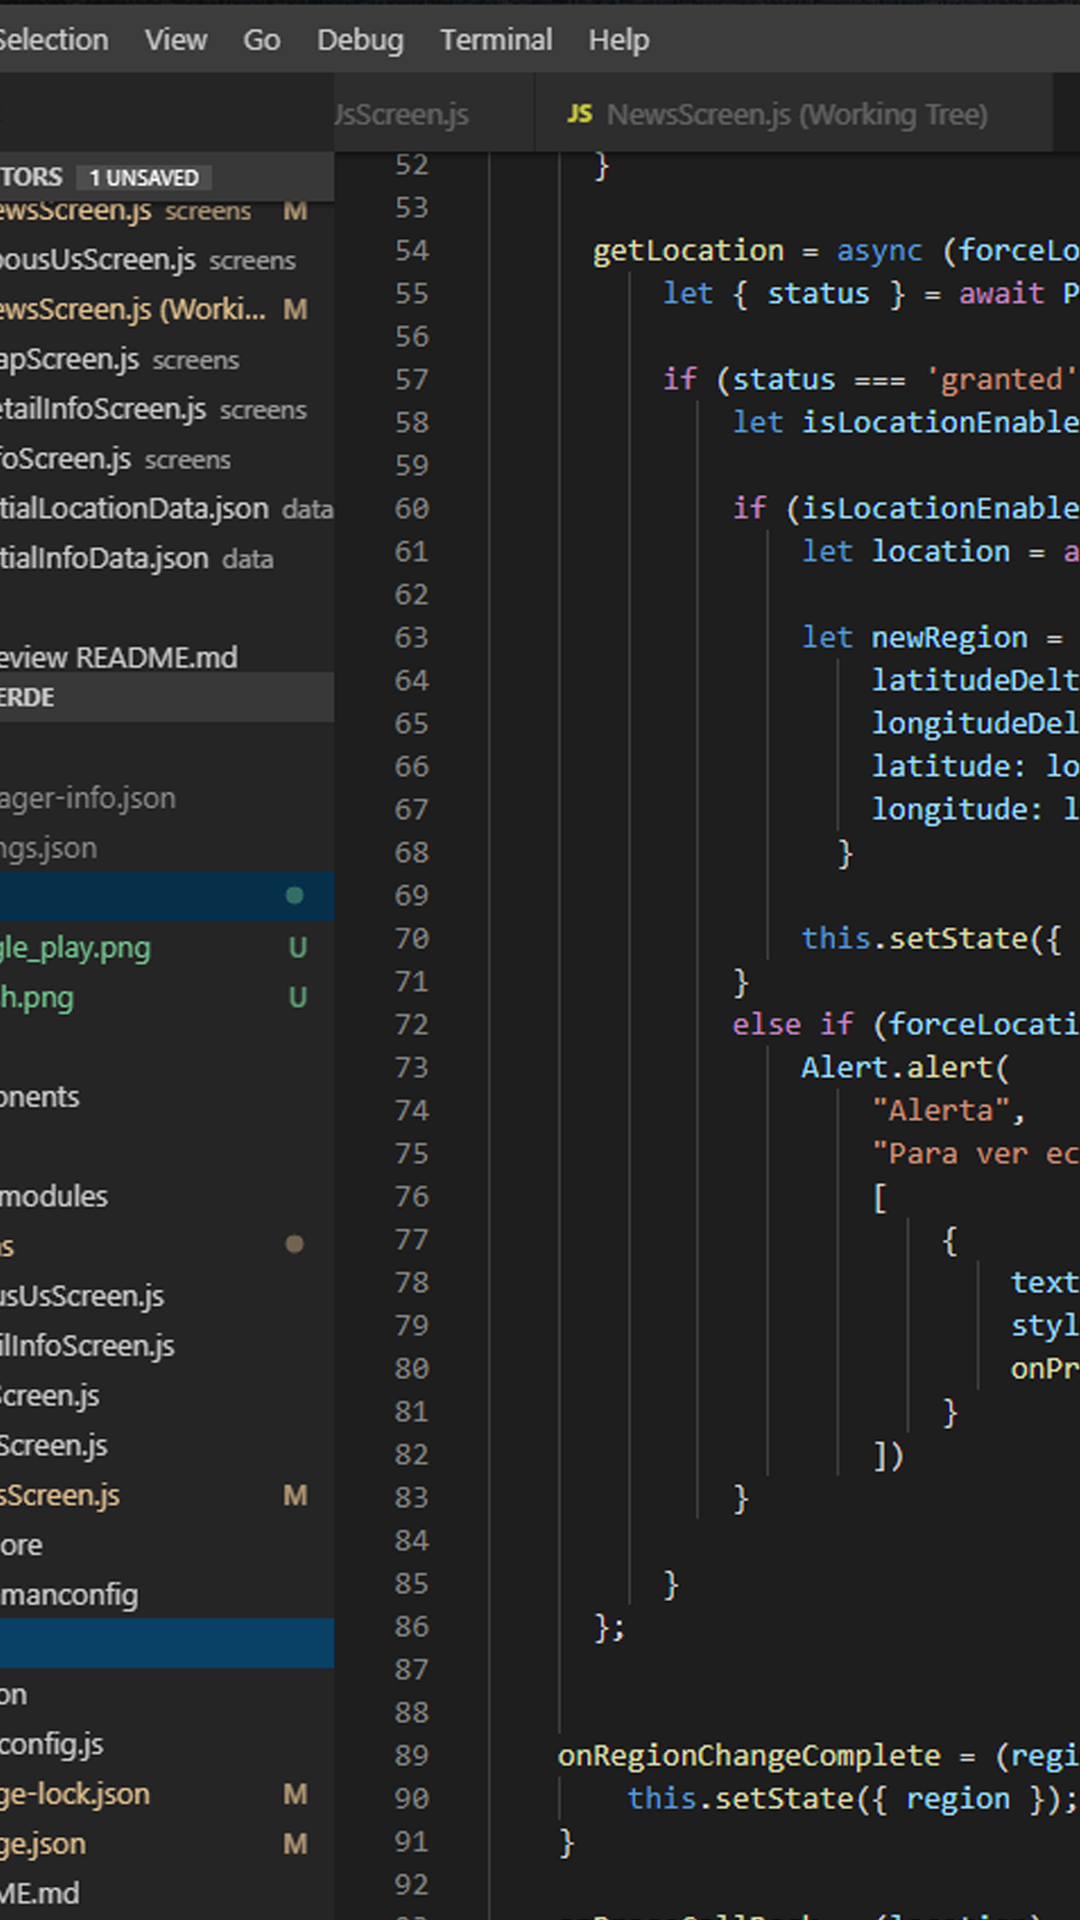 Selection View Go Debug Terminal Help
UsScreen.js
JS NewsScreen.js (Working Tree)
TORS 1 UNSAVED
ewsScreen.js screens M
bousUsScreen.js screens
ewsScreen.js (Worki... M
apScreen.js screens
etailInfoScreen.js screens
foScreen.js screens
tialLocationData.json data
tialInfoData.json data
eview README.md
ERDE
ager-info.json
ngs.json
gle_play.png U
h.png U
onents
modules
s
usUsScreen.js
ilInfoScreen.js
Screen.js
Screen.js
sScreen.js M
ore
manconfig
on
config.js
ge-lock.json M
ge.json M
ME.md
52 }
53
54 getLocation = async (forceLo
55 let { status } = await P
56
57 if (status === 'granted'
58 let isLocationEnable
59
60 if (isLocationEnable
61 let location = a
62
63 let newRegion =
64 latitudeDelt
65 longitudeDel
66 latitude: lo
67 longitude: l
68 }
69
70 this.setState({
71 }
72 else if (forceLocati
73 Alert.alert(
74 "Alerta",
75 "Para ver ec
76 [
77 {
78 text
79 styl
80 onPr
81 }
82 ])
83 }
84
85 }
86 };
87
88
89 onRegionChangeComplete = (regi
90 this.setState({ region });
91 }
92